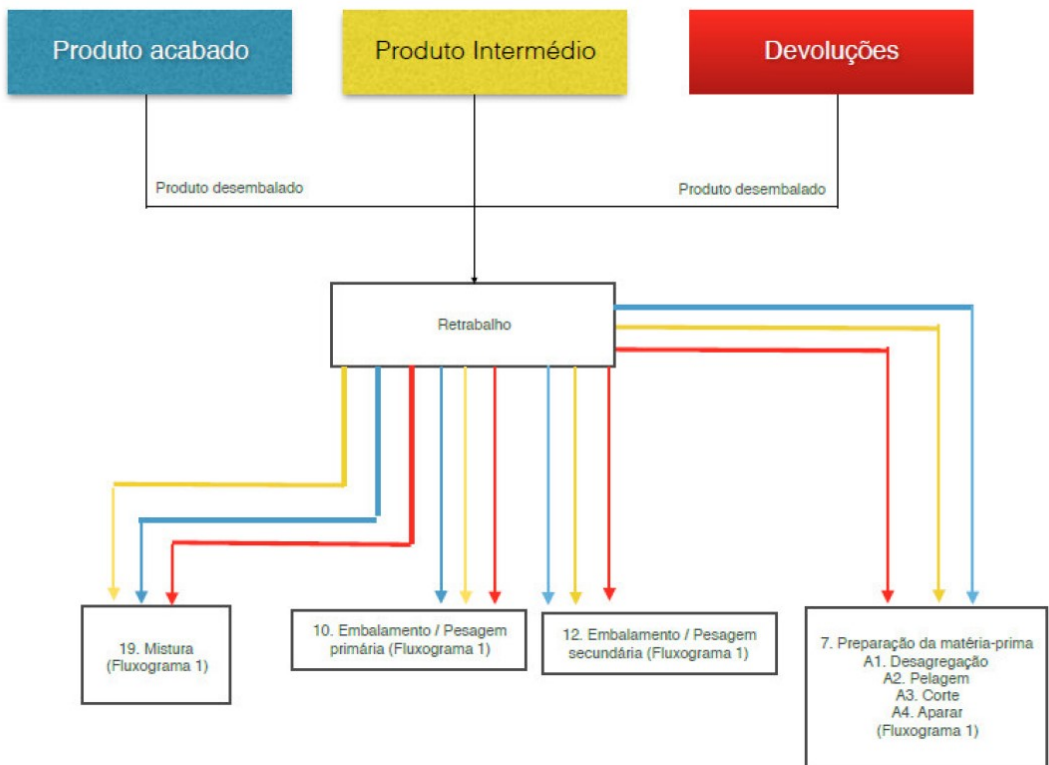 Produto acabado
Produto Intermédio
Devoluções
Produto desembalado
Produto desembalado
Retrabalho
19. Mistura
(Fluxograma 1)
10. Embalamento / Pesagem
primária (Fluxograma 1)
12. Embalamento / Pesagem
secundária (Fluxograma 1)
7. Preparação da matéria-prima
A1. Desagregação
A2. Pelagem
A3. Corte
A4. Aparar
(Fluxograma 1)